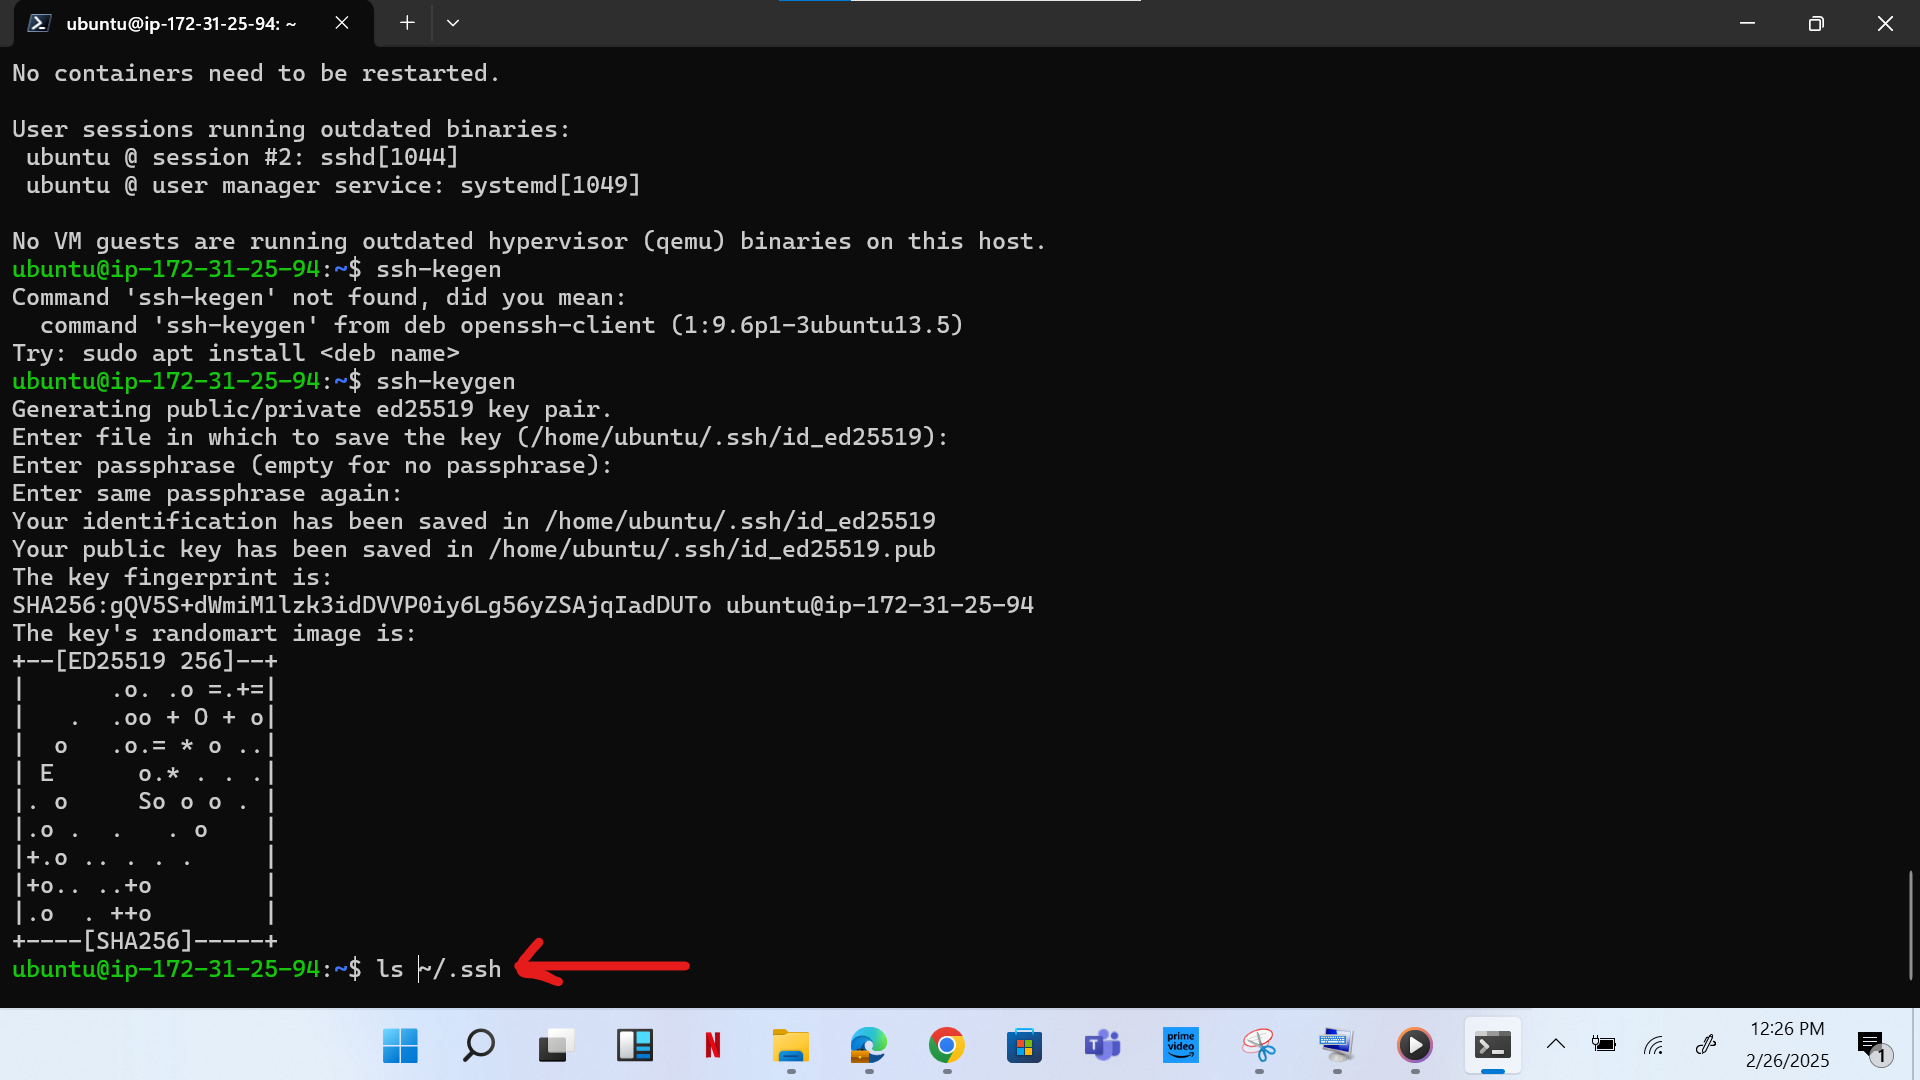 ubuntu@ip-172-31-25-94: ~
No containers need to be restarted.
User sessions running outdated binaries:
 ubuntu @ session #2: sshd[1044]
 ubuntu @ user manager service: systemd[1049]
No VM guests are running outdated hypervisor (qemu) binaries on this host.
ubuntu@ip-172-31-25-94:~$ ssh-kegen
Command 'ssh-kegen' not found, did you mean:
  command 'ssh-keygen' from deb openssh-client (1:9.6p1-3ubuntu13.5)
Try: sudo apt install <deb name>
ubuntu@ip-172-31-25-94:~$ ssh-keygen
Generating public/private ed25519 key pair.
Enter file in which to save the key (/home/ubuntu/.ssh/id_ed25519):
Enter passphrase (empty for no passphrase):
Enter same passphrase again:
Your identification has been saved in /home/ubuntu/.ssh/id_ed25519
Your public key has been saved in /home/ubuntu/.ssh/id_ed25519.pub
The key fingerprint is:
SHA256:gQV5S+dWmiM1lzk3idDVVP0iy6Lg56yZSAjqIadDUTo ubuntu@ip-172-31-25-94
The key's randomart image is:
+--[ED25519 256]--+
|      .o. .o =.+=|
|   .  .oo + O + o|
|  o   .o.= * o ..|
| E      o.* . . .|
|. o     So o o . |
|.o .  .   . o    |
|+.o .. . . .     |
|+o.. ..+o        |
|.o  . ++o        |
+----[SHA256]-----+
ubuntu@ip-172-31-25-94:~$ ls ~/.ssh
N
T
prime
video
12:26 PM
2/26/2025
1